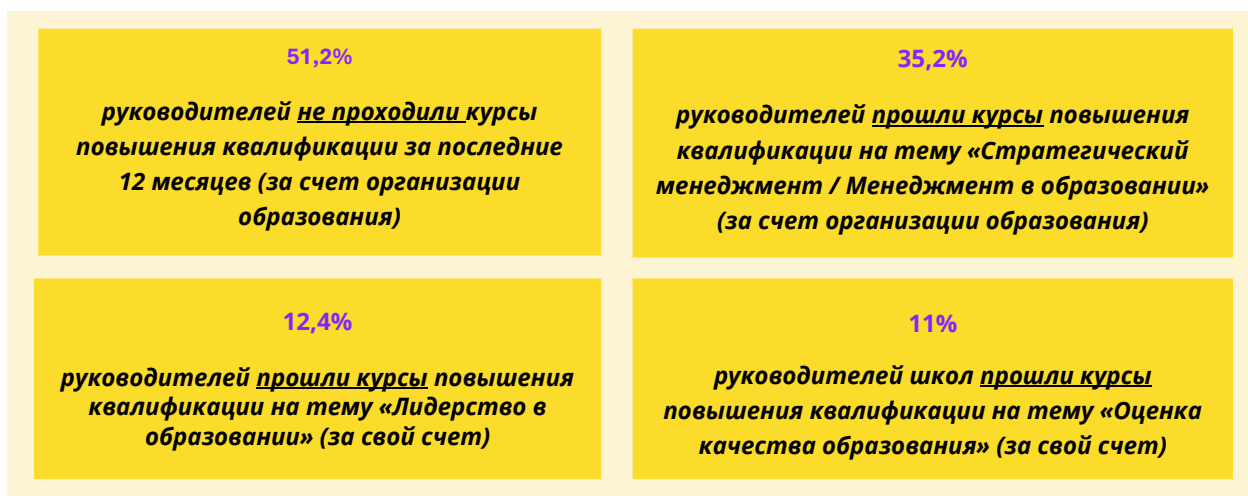 51,2%
руководителей не проходили курсы
повышения квалификации за последние
12 месяцев (за счет организации
образования)
35,2%
руководителей прошли курсы повышения
квалификации на тему «Стратегический
менеджмент / Менеджмент в образовании»
(за счет организации образования)
12,4%
руководителей прошли курсы повышения
квалификации на тему «Лидерство в
образовании» (за свой счет)
11%
руководителей школ прошли курсы
повышения квалификации на тему «Оценка
качества образования» (за свой счет)